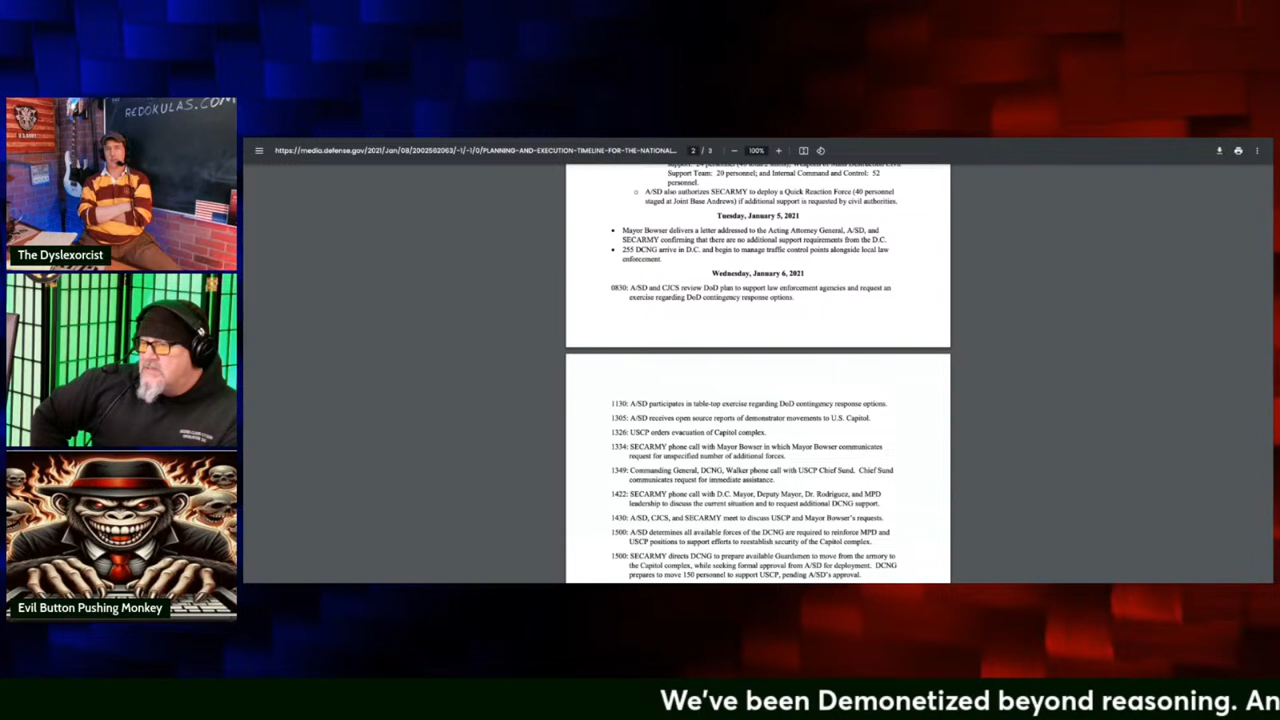 REDOKULAS.COM
The Dyslexorcist
Evil Button Pushing Monkey
https://media.defense.gov/2021/Jan/08/2002562063/-1/-1/0/PLANNING-AND-EXECUTION-TIMELINE-FOR-THE-NATIONAL...
2 / 3
100%
Support Team: 20 personnel; and Internal Command and Control: 52
personnel.
○ A/SD also authorizes SECARMY to deploy a Quick Reaction Force (40 personnel
staged at Joint Base Andrews) if additional support is requested by civil authorities.
Tuesday, January 5, 2021
• Mayor Bowser delivers a letter addressed to the Acting Attorney General, A/SD, and
SECARMY confirming that there are no additional support requirements from the D.C.
• 255 DCNG arrive in D.C. and begin to manage traffic control points alongside local law
enforcement.
Wednesday, January 6, 2021
0830: A/SD and CJCS review DoD plan to support law enforcement agencies and request an
exercise regarding DoD contingency response options.
1130: A/SD participates in table-top exercise regarding DoD contingency response options.
1305: A/SD receives open source reports of demonstrator movements to U.S. Capitol.
1326: USCP orders evacuation of Capitol complex.
1334: SECARMY phone call with Mayor Bowser in which Mayor Bowser communicates
request for unspecified number of additional forces.
1349: Commanding General, DCNG, Walker phone call with USCP Chief Sund. Chief Sund
communicates request for immediate assistance.
1422: SECARMY phone call with D.C. Mayor, Deputy Mayor, Dr. Rodriguez, and MPD
leadership to discuss the current situation and to request additional DCNG support.
1430: A/SD, CJCS, and SECARMY meet to discuss USCP and Mayor Bowser's requests.
1500: A/SD determines all available forces of the DCNG are required to reinforce MPD and
USCP positions to support efforts to reestablish security of the Capitol complex.
1500: SECARMY directs DCNG to prepare available Guardsmen to move from the armory to
the Capitol complex, while seeking formal approval from A/SD for deployment. DCNG
prepares to move 150 personnel to support USCP, pending A/SD's approval.
We've been Demonetized beyond reasoning. An